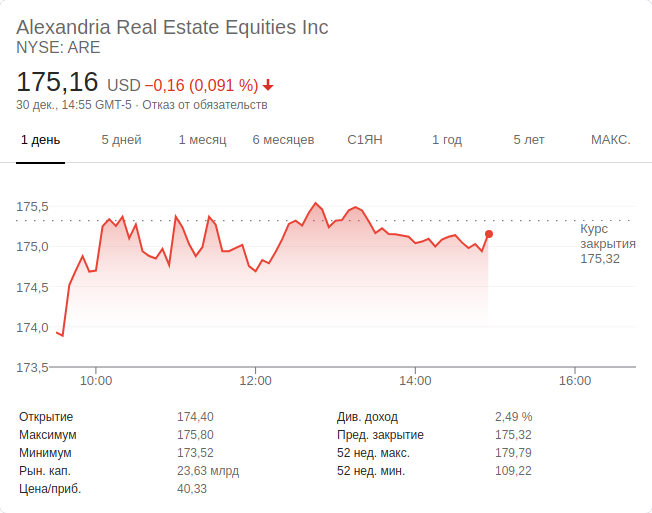 Alexandria Real Estate Equities Inc
NYSE: ARE
175,16 USD −0,16 (0,091 %)
30 дек., 14:55 GMT-5 · Отказ от обязательств
1 день 5 дней 1 месяц 6 месяцев С1ЯН 1 год 5 лет МАКС.
175,5
175,0
174,5
174,0
173,5
Курс
закрытия
175,32
10:00 12:00 14:00 16:00
Открытие 174,40 Див. доход 2,49 %
Максимум 175,80 Пред. закрытие 175,32
Минимум 173,52 52 нед. макс. 179,79
Рын. кап. 23,63 млрд 52 нед. мин. 109,22
Цена/приб. 40,33